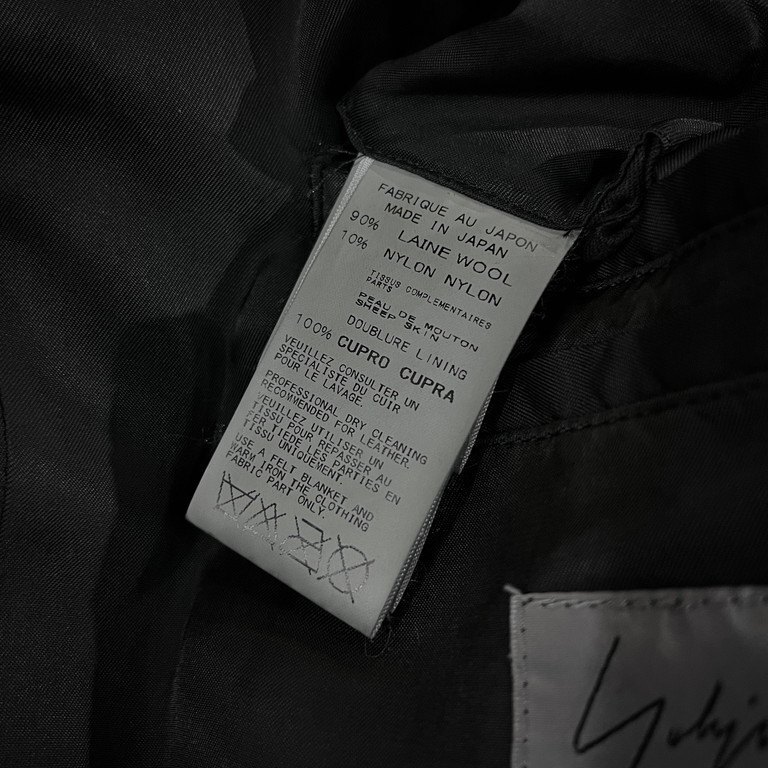 FABRIQUE AU JAPON
MADE IN JAPAN
90% LAINE WOOL
10% NYLON NYLON
TISSUS COMPLEMENTAIRES
PARTS
PEAU DE MOUTON
SHEEP SKIN
DOUBLURE LINING
100% CUPRO CUPRA
VEUILLEZ CONSULTER UN
SPECIALISTE DU CUIR
POUR LE LAVAGE.
PROFESSIONAL DRY CLEANING
RECOMMENDED FOR LEATHER.
VEUILLEZ UTILISER UN
TISSU POUR REPASSER AU
FER TIEDE LES PARTIES EN
TISSU UNIQUEMENT
USE A FELT BLANKET AND
WARM IRON THE CLOTHING
FABRIC PART ONLY.